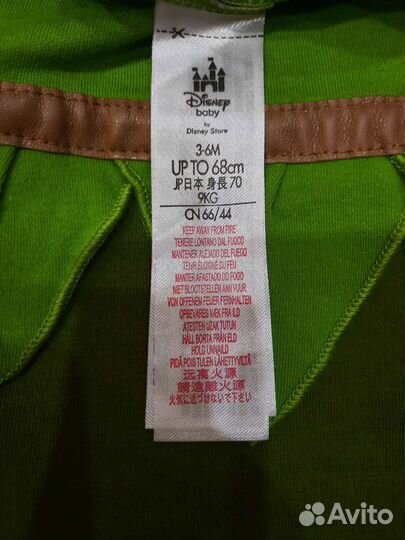 Disney
baby
by
Disney Store
3-6M
UP TO 68cm
JP日本 身長 70
9KG
CN 66/44
KEEP AWAY FROM FIRE
TENERE LONTANO DAL FUOCO
MANTENER ALEJADO DEL FUEGO
TENIR ÉLOIGNÉ DU FEU
MANTER AFASTADO DO FOGO
NIET BLOOTSTELLEN AAN VUUR
VON OFFENEM FEUER FERNHALTEN
OPBEVARES VÆK FRA ILD
ATESTEN UZAK TUTUN
HÅLL BORTA FRÅN ELD
HOLD UNNA ILD
PIDÄ POIS TULEN LÄHETTYVILTÄ
远离火源
請遠離火源
火気に近づけないで下さい
Avito